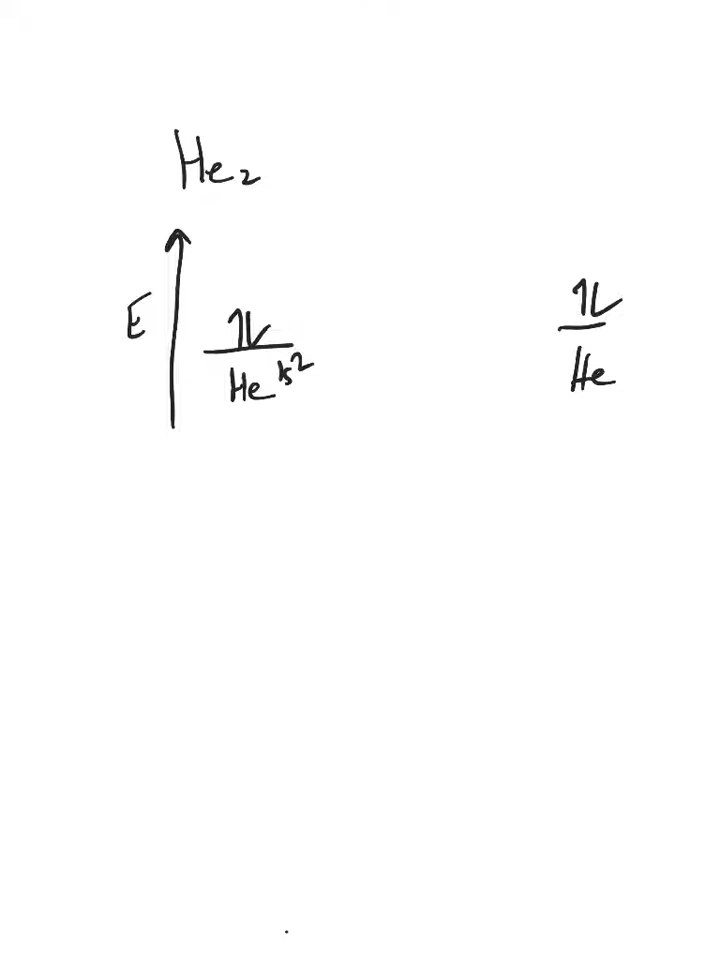 He₂
E
⥮ ⥮
He 1s² He